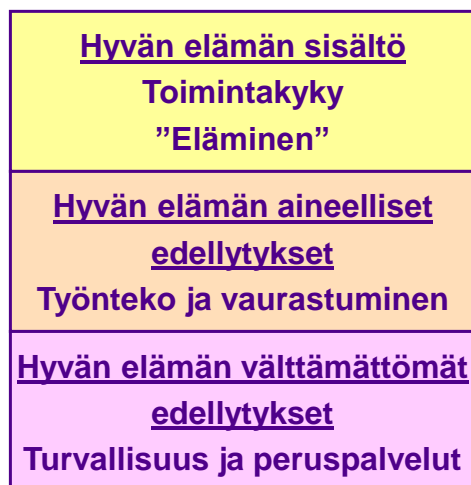 Hyvän elämän sisältö
Toimintakyky
”Eläminen”
Hyvän elämän aineelliset
edellytykset
Työnteko ja vaurastuminen
Hyvän elämän välttämättömät
edellytykset
Turvallisuus ja peruspalvelut